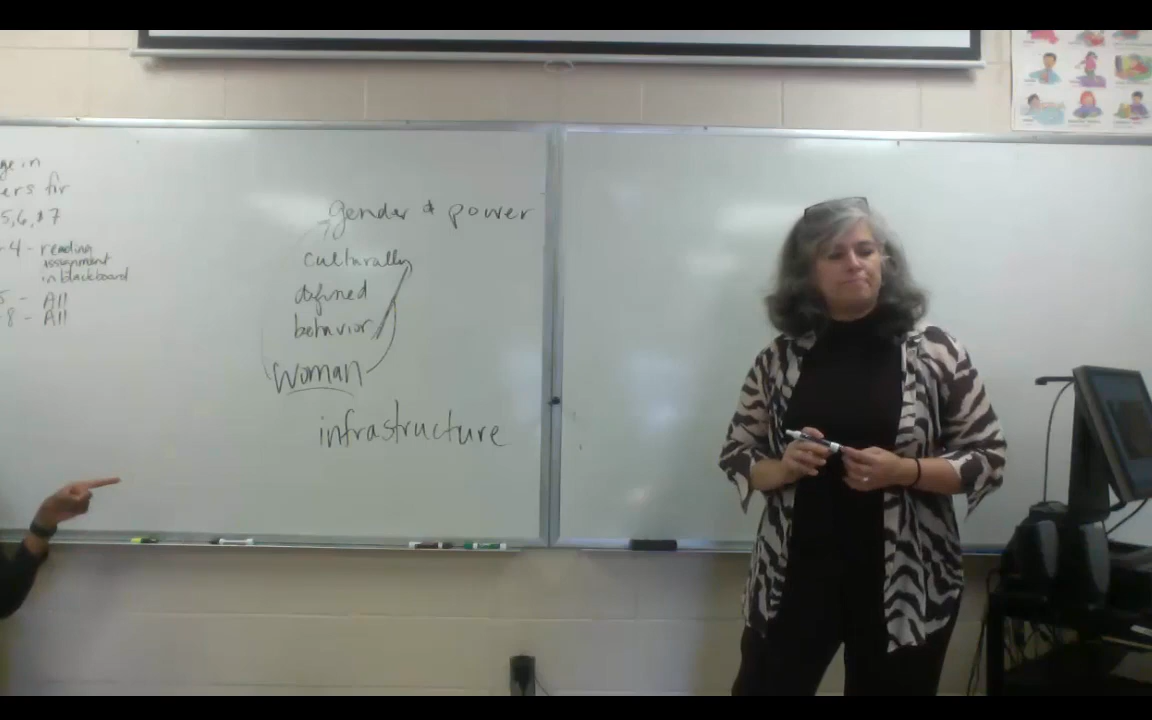 ge in
ers for
5,6, & 7
4 - reading
assignment
in blackboard
5 - All
8 - All
gender & power
culturally
defined
behavior
woman
infrastructure